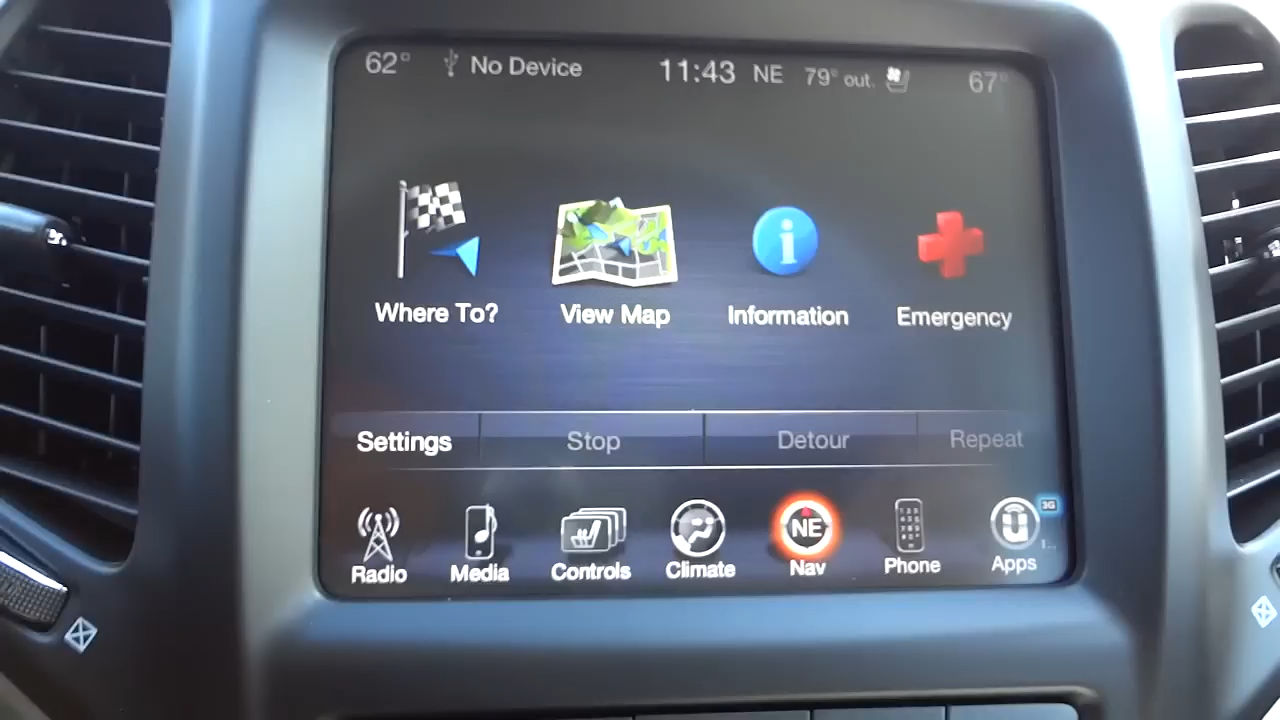 62° No Device 11:43 NE 79° out. 67°
Where To? View Map Information Emergency
Settings Stop Detour Repeat
NE 3G
Radio Media Controls Climate Nav Phone Apps